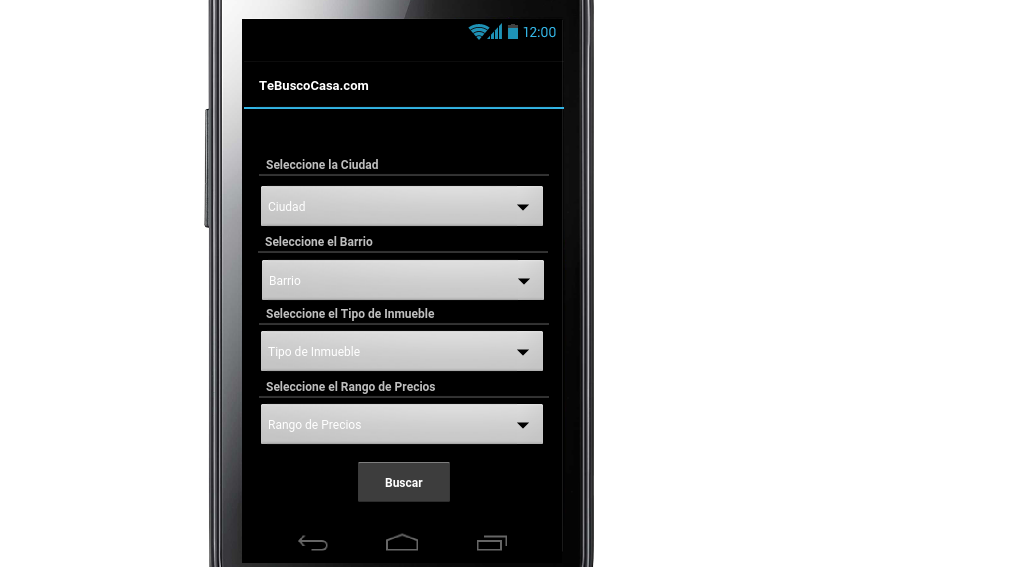 12:00
TeBuscoCasa.com
Seleccione la Ciudad
Ciudad
Seleccione el Barrio
Barrio
Seleccione el Tipo de Inmueble
Tipo de Inmueble
Seleccione el Rango de Precios
Rango de Precios
Buscar